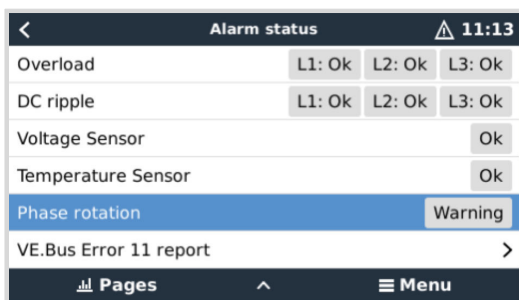 Alarm status 11:13
Overload L1: Ok L2: Ok L3: Ok
DC ripple L1: Ok L2: Ok L3: Ok
Voltage Sensor Ok
Temperature Sensor Ok
Phase rotation Warning
VE.Bus Error 11 report
Pages Menu